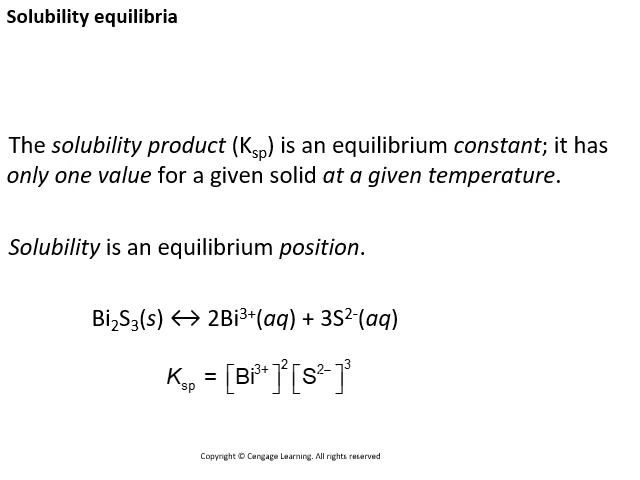 Solubility equilibria
The solubility product (Ksp) is an equilibrium constant; it has
only one value for a given solid at a given temperature.
Solubility is an equilibrium position.
Bi₂S₃(s) ↔ 2Bi³⁺(aq) + 3S²⁻(aq)
Ksp = [Bi³⁺]²[S²⁻]³
Copyright © Cengage Learning. All rights reserved